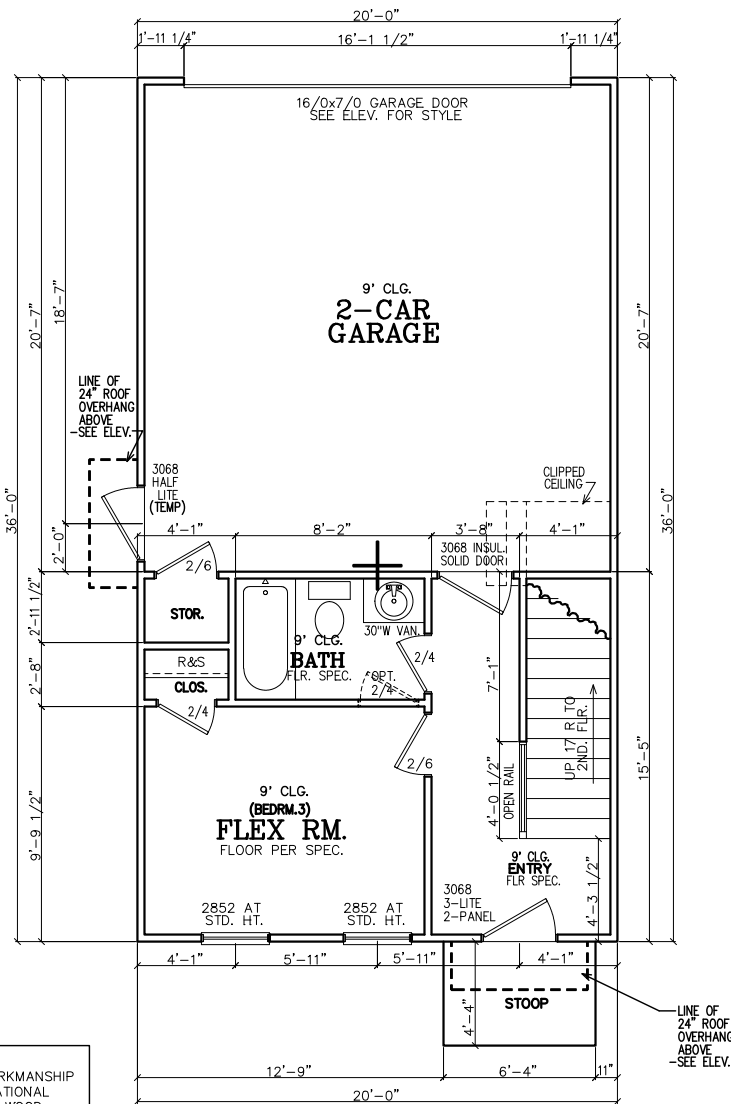 20'-0"
1'-11 1/4"
16'-1 1/2"
1'-11 1/4"
16/0x7/0 GARAGE DOOR
SEE ELEV. FOR STYLE
20'-7"
18'-7"
20'-7"
9' CLG.
2-CAR
GARAGE
LINE OF
24" ROOF
OVERHANG
ABOVE
-SEE ELEV.
3068
HALF
LITE
(TEMP)
CLIPPED
CEILING
36'-0"
36'-0"
2'-0"
4'-1"
8'-2"
3'-8"
4'-1"
3068 INSUL.
SOLID DOOR
2/6
2'-11 1/2"
STOR.
30"W VAN.
9' CLG.
BATH
FLR. SPEC.
OPT.
2/4
2/4
2'-8"
R&S
CLOS.
2/4
7'-1"
UP 17 R TO
2ND. FLR.
15'-5"
2/6
4'-0 1/2"
OPEN RAIL
9'-9 1/2"
9' CLG.
(BEDRM.3)
FLEX RM.
FLOOR PER SPEC.
9' CLG.
ENTRY
FLR SPEC.
4'-3 1/2"
3068
3-LITE
2-PANEL
2852 AT
STD. HT.
2852 AT
STD. HT.
4'-1"
5'-11"
5'-11"
4'-1"
STOOP
4'-4"
LINE OF
24" ROOF
OVERHANG
ABOVE
-SEE ELEV.
12'-9"
6'-4"
11"
20'-0"
RKMANSHIP
ATIONAL
WOOD